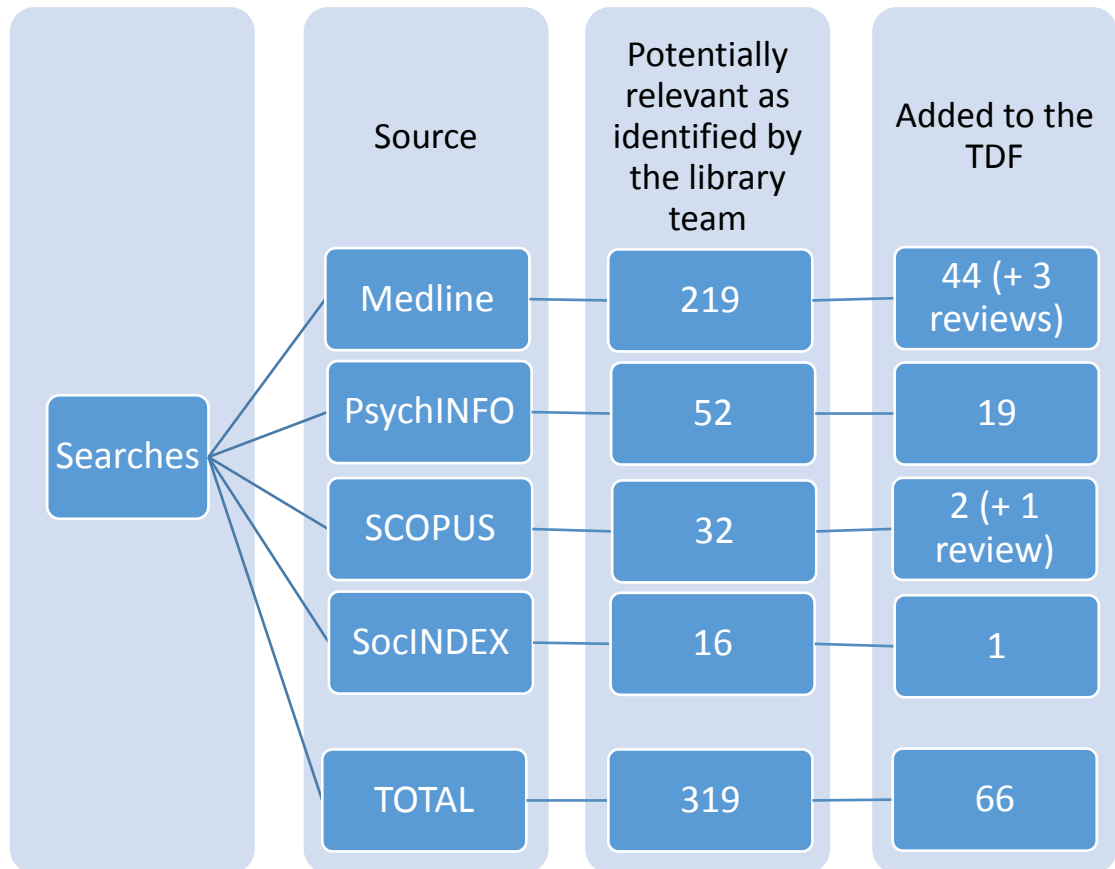 Source
Potentially
relevant as
identified by
the library
team
Added to the
TDF
Searches
Medline
219
44 (+ 3
reviews)
PsychINFO
52
19
SCOPUS
32
2 (+ 1
review)
SocINDEX
16
1
TOTAL
319
66